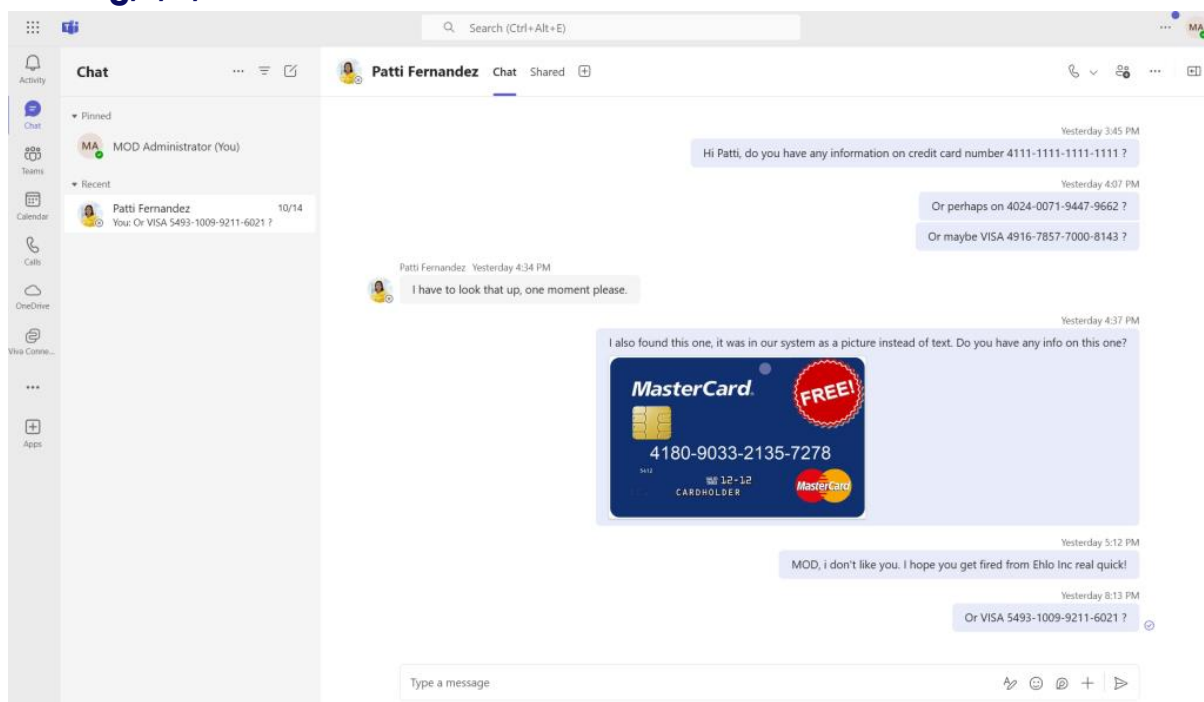 Search (Ctrl+Alt+E)
MA
Activity
Chat
Teams
Calendar
Calls
OneDrive
Viva Conne...
Apps
Chat
Pinned
MA MOD Administrator (You)
Recent
Patti Fernandez 10/14
You: Or VISA 5493-1009-9211-6021 ?
Patti Fernandez Chat Shared
Yesterday 3:45 PM
Hi Patti, do you have any information on credit card number 4111-1111-1111-1111 ?
Yesterday 4:07 PM
Or perhaps on 4024-0071-9447-9662 ?
Or maybe VISA 4916-7857-7000-8143 ?
Patti Fernandez Yesterday 4:34 PM
I have to look that up, one moment please.
Yesterday 4:37 PM
I also found this one, it was in our system as a picture instead of text. Do you have any info on this one?
MasterCard.
FREE!
4180-9033-2135-7278
5412
12-12
CARDHOLDER
MasterCard
Yesterday 5:12 PM
MOD, i don't like you. I hope you get fired from Ehlo Inc real quick!
Yesterday 8:13 PM
Or VISA 5493-1009-9211-6021 ?
Type a message